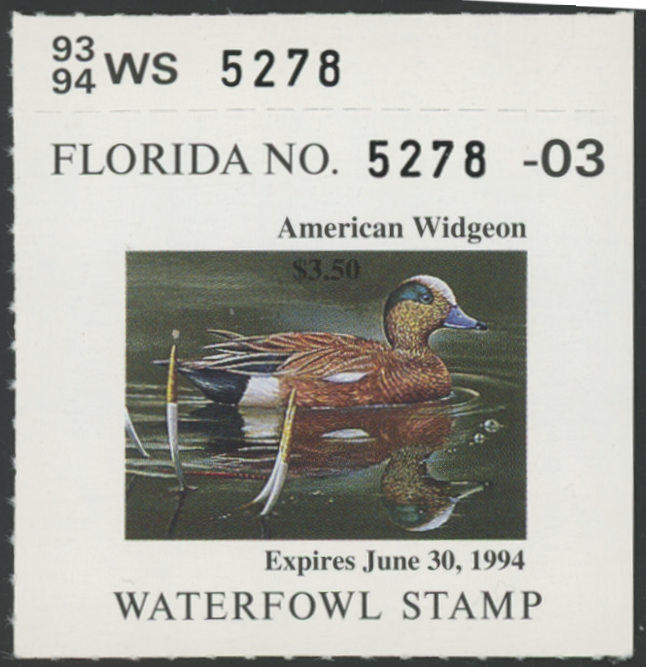 93
94 WS 5278
FLORIDA NO. 5278 -03
American Widgeon
$3.50
Expires June 30, 1994
WATERFOWL STAMP